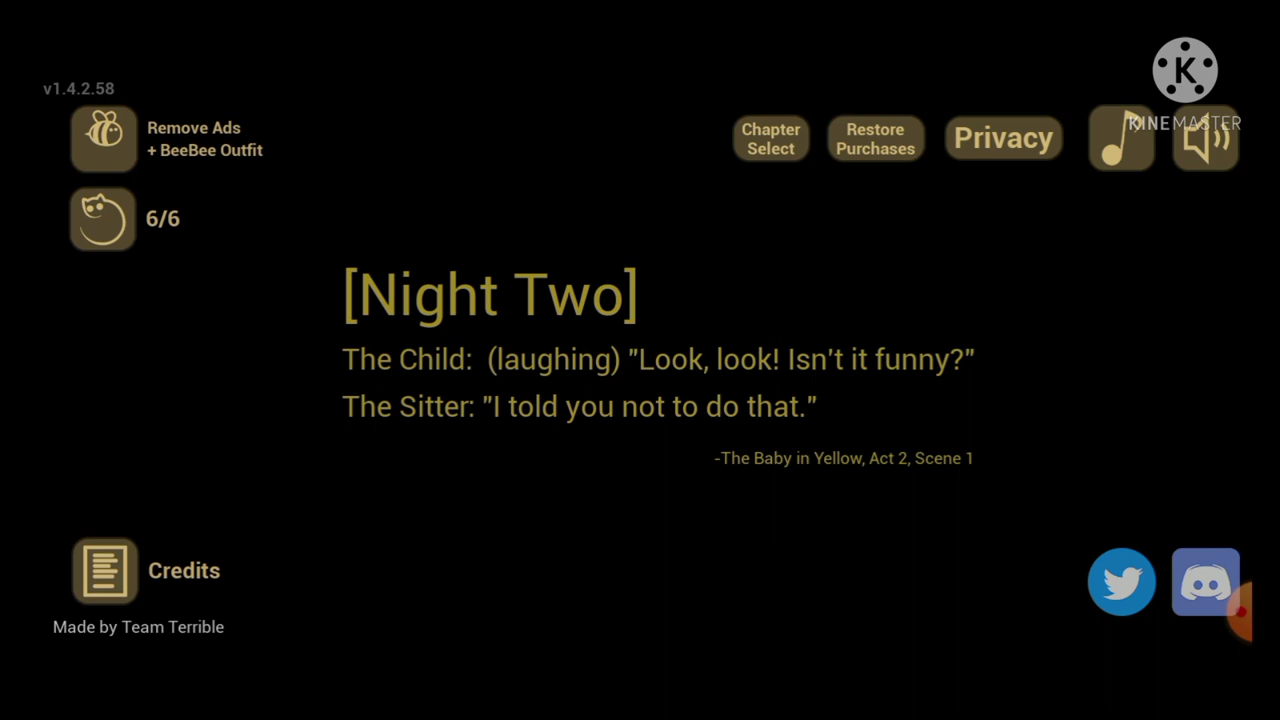 v1.4.2.58
Remove Ads
+ BeeBee Outfit
Chapter
Select
Restore
Purchases
Privacy
K
KINEMASTER
6/6
[Night Two]
The Child:  (laughing) "Look, look! Isn't it funny?"
The Sitter: "I told you not to do that."
-The Baby in Yellow, Act 2, Scene 1
Credits
Made by Team Terrible